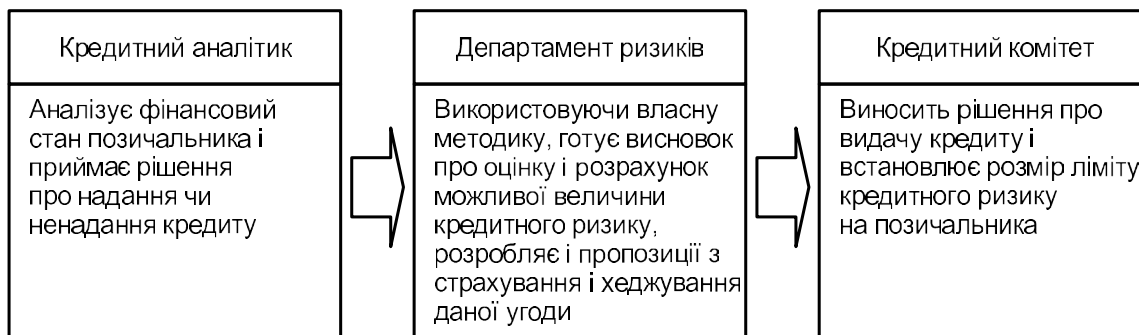 Кредитний аналітик
Аналізує фінансовий
стан позичальника і
приймає рішення
про надання чи
ненадання кредиту
Департамент ризиків
Використовуючи власну
методику, готує висновок
про оцінку і розрахунок
можливої величини
кредитного ризику,
розробляє і пропозиції з
страхування і хеджування
даної угоди
Кредитний комітет
Виносить рішення про
видачу кредиту і
встановлює розмір ліміту
кредитного ризику
на позичальника